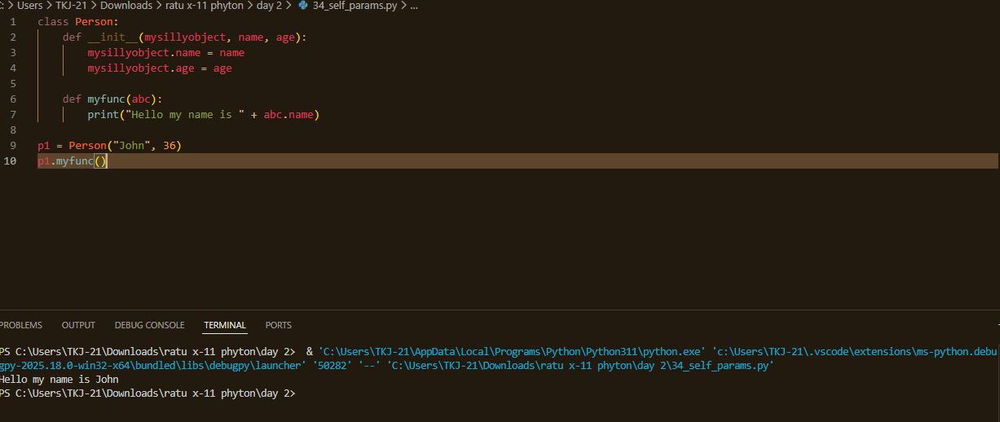 : > Users > TKJ-21 > Downloads > ratu x-11 phyton > day 2 > 34_self_params.py > ...
1 class Person:
2     def __init__(mysillyobject, name, age):
3         mysillyobject.name = name
4         mysillyobject.age = age
5
6     def myfunc(abc):
7         print("Hello my name is " + abc.name)
8
9 p1 = Person("John", 36)
10 p1.myfunc()
PROBLEMS OUTPUT DEBUG CONSOLE TERMINAL PORTS
PS C:\Users\TKJ-21\Downloads\ratu x-11 phyton\day 2>  & 'C:\Users\TKJ-21\AppData\Local\Programs\Python\Python311\python.exe' 'c:\Users\TKJ-21\.vscode\extensions\ms-python.debu
gpy-2025.18.0-win32-x64\bundled\libs\debugpy\launcher' '50282' '--' 'C:\Users\TKJ-21\Downloads\ratu x-11 phyton\day 2\34_self_params.py'
Hello my name is John
PS C:\Users\TKJ-21\Downloads\ratu x-11 phyton\day 2>